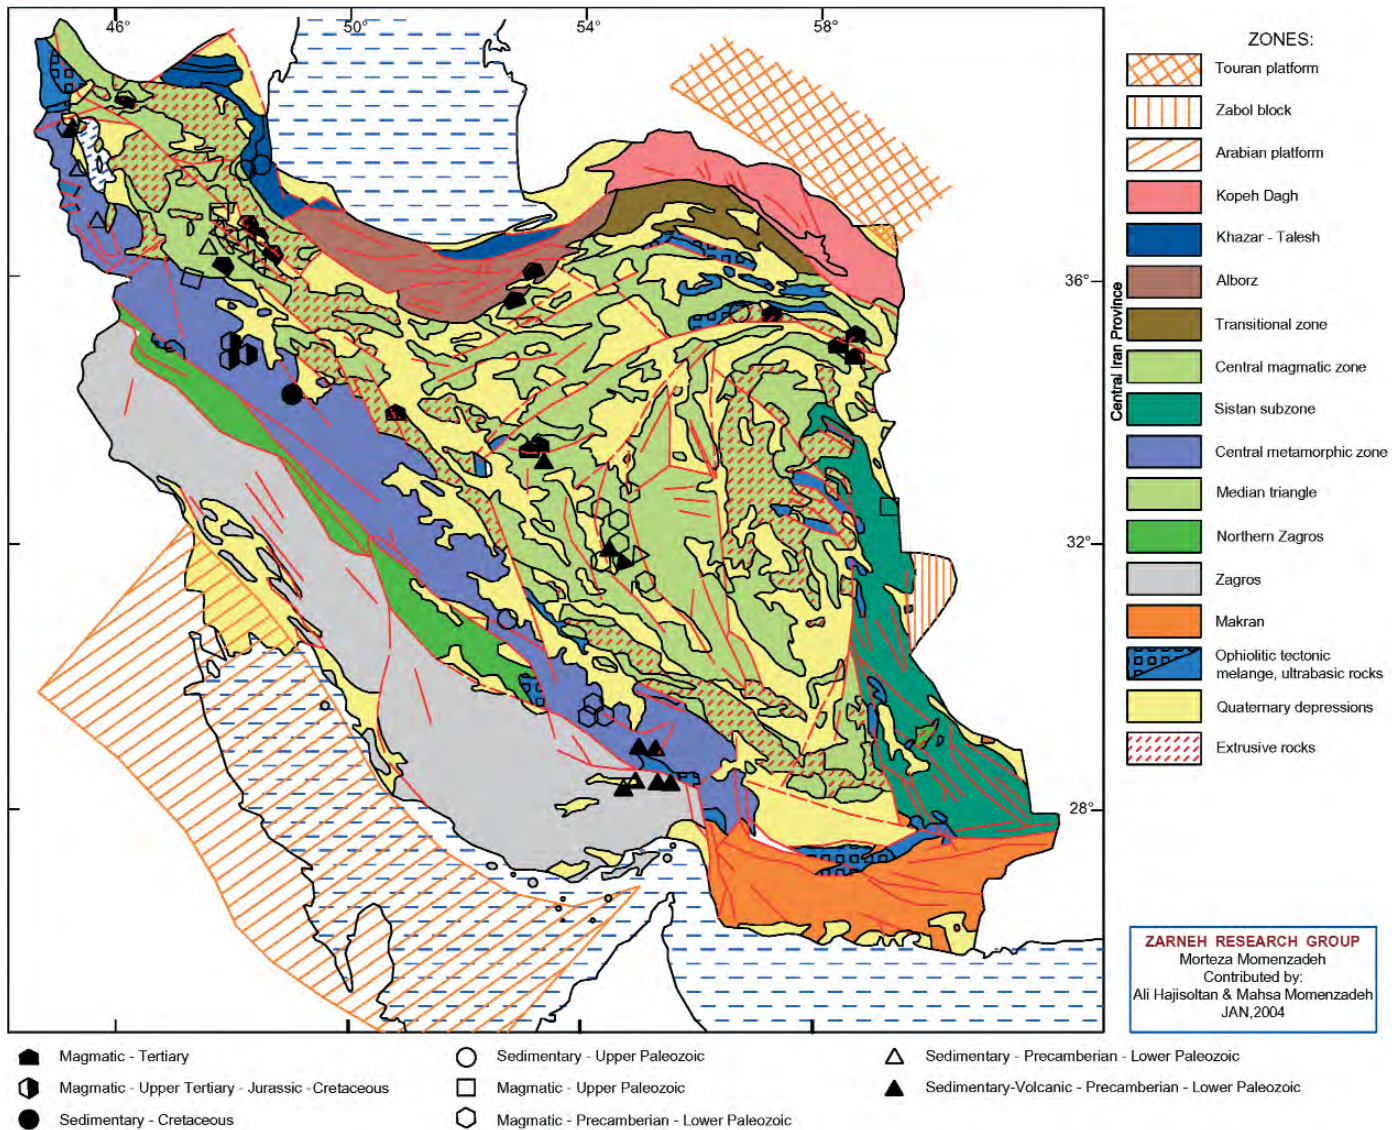 46°
50°
54°
58°
36°
32°
28°
Central Iran Province
ZONES:
Touran platform
Zabol block
Arabian platform
Kopeh Dagh
Khazar - Talesh
Alborz
Transitional zone
Central magmatic zone
Sistan subzone
Central metamorphic zone
Median triangle
Northern Zagros
Zagros
Makran
Ophiolitic tectonic
melange, ultrabasic rocks
Quaternary depressions
Extrusive rocks
ZARNEH RESEARCH GROUP
Morteza Momenzadeh
Contributed by:
Ali Hajisoltan & Mahsa Momenzadeh
JAN,2004
Magmatic - Tertiary
Magmatic - Upper Tertiary - Jurassic -Cretaceous
Sedimentary - Cretaceous
Sedimentary - Upper Paleozoic
Magmatic - Upper Paleozoic
Magmatic - Precamberian - Lower Paleozoic
Sedimentary - Precamberian - Lower Paleozoic
Sedimentary-Volcanic - Precamberian - Lower Paleozoic